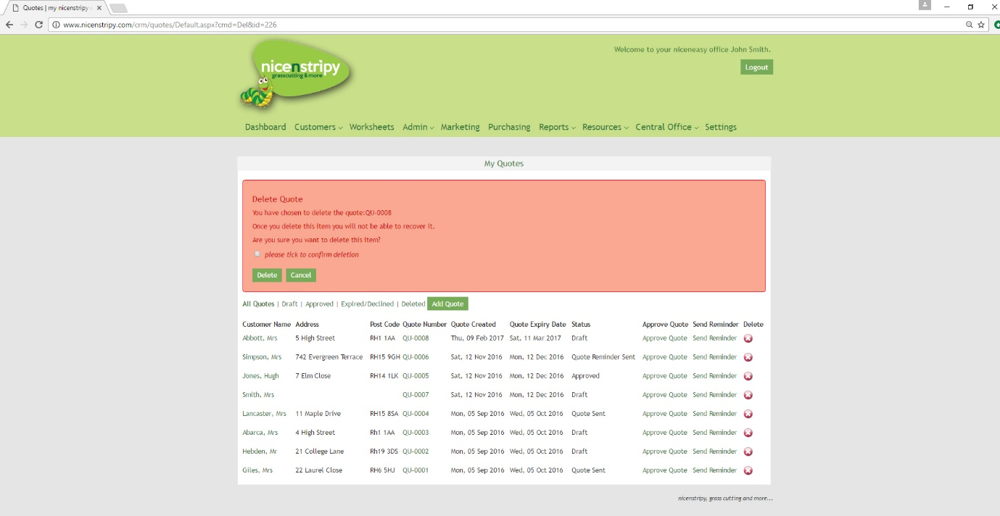 Quotes | my nicenstripy
www.nicenstripy.com/crm/quotes/Default.aspx?cmd=Del&id=226
nicenstripy
grasscutting & more
Welcome to your niceneasy office John Smith.
Logout
Dashboard Customers Worksheets Admin Marketing Purchasing Reports Resources Central Office Settings
My Quotes
Delete Quote
You have chosen to delete the quote:QU-0008
Once you delete this item you will not be able to recover it.
Are you sure you want to delete this item?
please tick to confirm deletion
Delete Cancel
All Quotes | Draft | Approved | Expired/Declined | Deleted Add Quote
Customer Name Address Post Code Quote Number Quote Created Quote Expiry Date Status Approve Quote Send Reminder Delete
Abbott, Mrs 5 High Street RH1 1AA QU-0008 Thu, 09 Feb 2017 Sat, 11 Mar 2017 Draft Approve Quote Send Reminder
Simpson, Mrs 742 Evergreen Terrace RH15 9GH QU-0006 Sat, 12 Nov 2016 Mon, 12 Dec 2016 Quote Reminder Sent Approve Quote Send Reminder
Jones, Hugh 7 Elm Close RH14 1LK QU-0005 Sat, 12 Nov 2016 Mon, 12 Dec 2016 Approved Approve Quote Send Reminder
Smith, Mrs QU-0007 Sat, 12 Nov 2016 Mon, 12 Dec 2016 Draft Approve Quote Send Reminder
Lancaster, Mrs 11 Maple Drive RH15 8SA QU-0004 Mon, 05 Sep 2016 Wed, 05 Oct 2016 Quote Sent Approve Quote Send Reminder
Abarca, Mrs 4 High Street Rh1 1AA QU-0003 Mon, 05 Sep 2016 Wed, 05 Oct 2016 Draft Approve Quote Send Reminder
Hebden, Mr 21 College Lane Rh19 3DS QU-0002 Mon, 05 Sep 2016 Wed, 05 Oct 2016 Draft Approve Quote Send Reminder
Giles, Mrs 22 Laurel Close RH6 5HJ QU-0001 Mon, 05 Sep 2016 Wed, 05 Oct 2016 Quote Sent Approve Quote Send Reminder
nicenstripy, grass cutting and more...